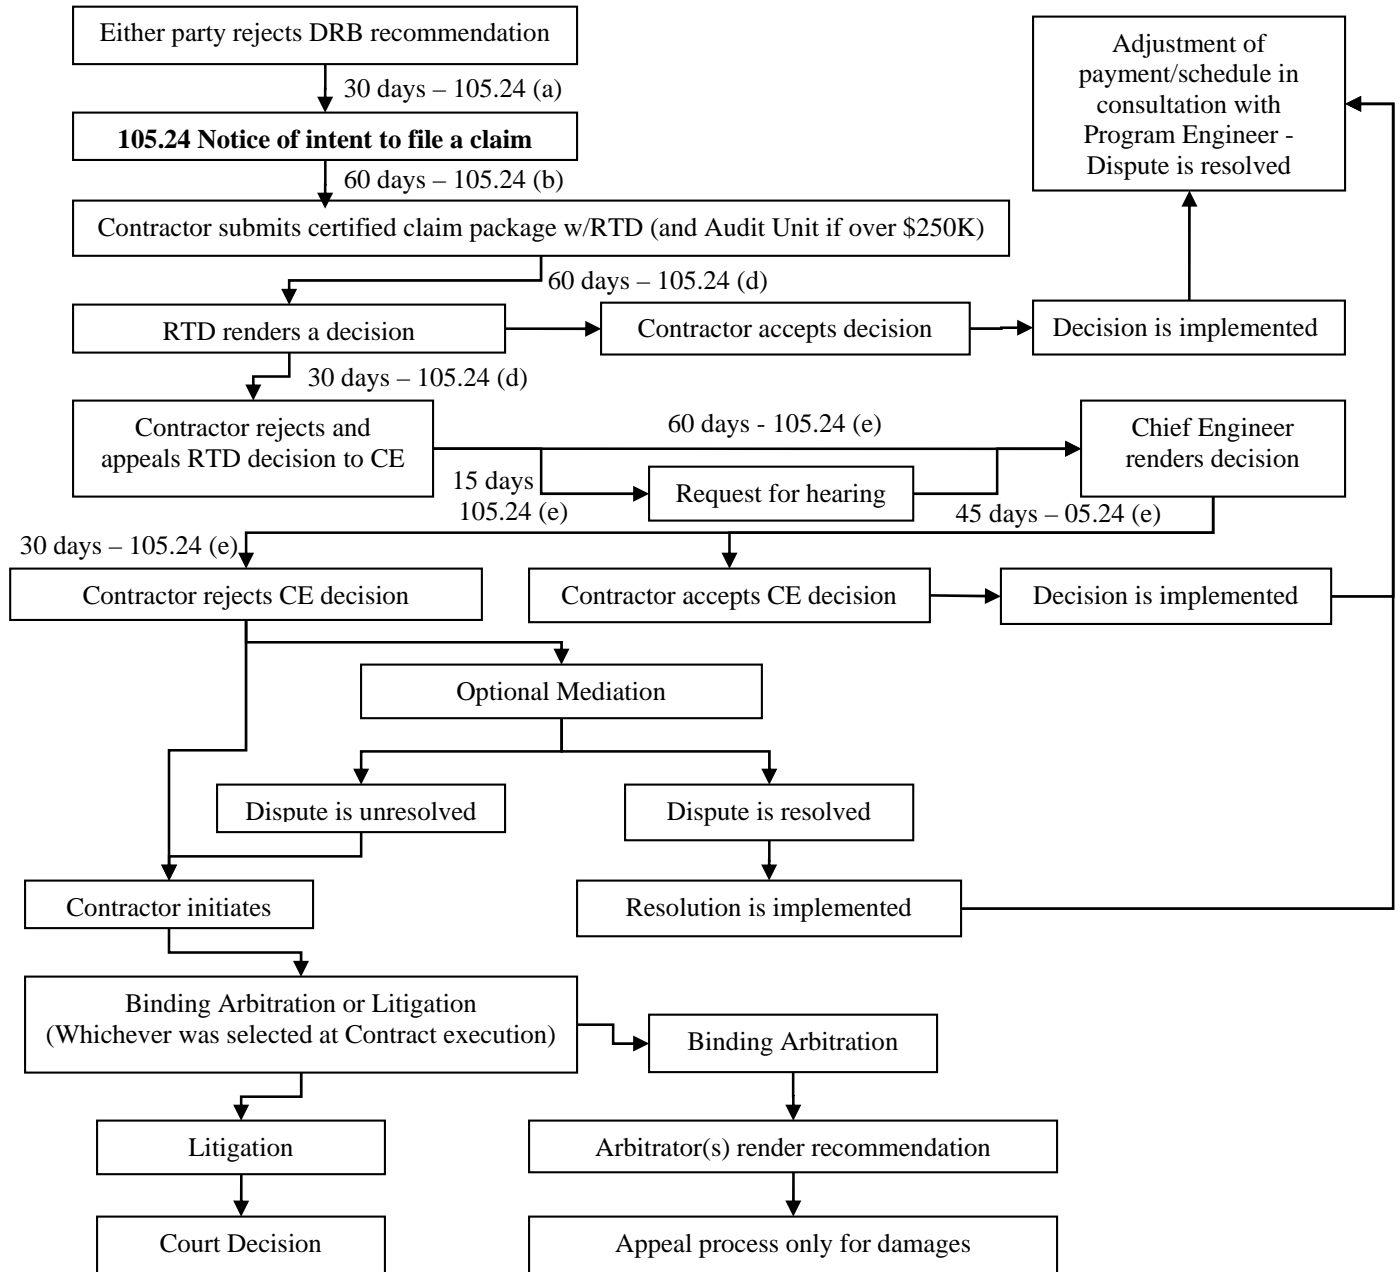 Either party rejects DRB recommendation
30 days – 105.24 (a)
105.24 Notice of intent to file a claim
60 days – 105.24 (b)
Contractor submits certified claim package w/RTD (and Audit Unit if over $250K)
Adjustment of
payment/schedule in
consultation with
Program Engineer -
Dispute is resolved
60 days – 105.24 (d)
RTD renders a decision
Contractor accepts decision
Decision is implemented
30 days – 105.24 (d)
Contractor rejects and
appeals RTD decision to CE
60 days - 105.24 (e)
Chief Engineer
renders decision
15 days
105.24 (e)
Request for hearing
45 days – 05.24 (e)
30 days – 105.24 (e)
Contractor rejects CE decision
Contractor accepts CE decision
Decision is implemented
Optional Mediation
Dispute is unresolved
Dispute is resolved
Contractor initiates
Resolution is implemented
Binding Arbitration or Litigation
(Whichever was selected at Contract execution)
Binding Arbitration
Litigation
Arbitrator(s) render recommendation
Court Decision
Appeal process only for damages